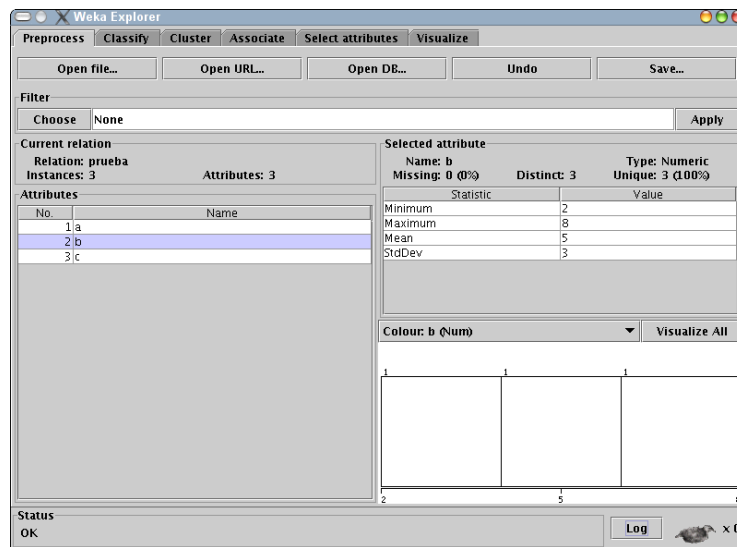 Weka Explorer
Preprocess Classify Cluster Associate Select attributes Visualize
Open file... Open URL... Open DB... Undo Save...
Filter
Choose None Apply
Current relation
Relation: prueba
Instances: 3 Attributes: 3
Selected attribute
Name: b Type: Numeric
Missing: 0 (0%) Distinct: 3 Unique: 3 (100%)
Attributes
No. Name
1 a
2 b
3 c
Statistic Value
Minimum 2
Maximum 8
Mean 5
StdDev 3
Colour: b (Num) Visualize All
1 1 1
2 5
Status
OK
Log x 0